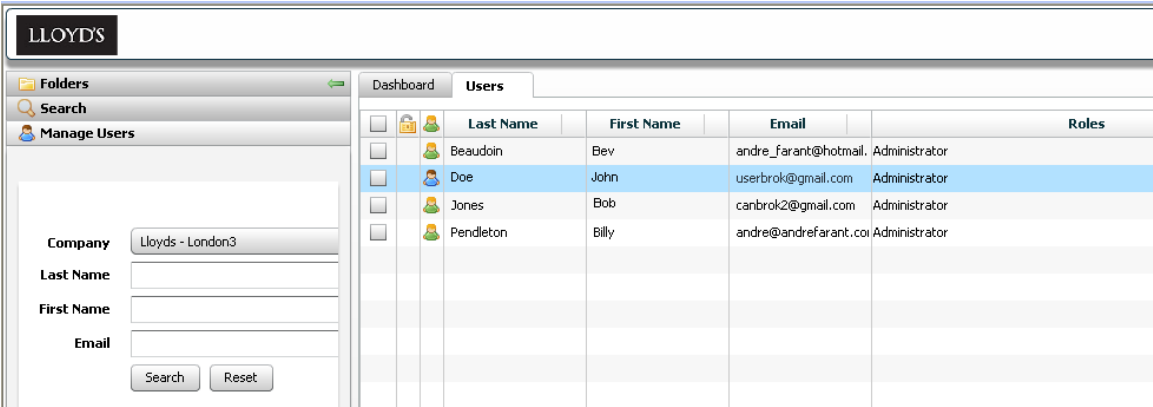 LLOYD'S
Folders
Search
Manage Users
Company Lloyds - London3
Last Name
First Name
Email
Search Reset
Dashboard Users
Last Name First Name Email Roles
Beaudoin Bev andre_farant@hotmail. Administrator
Doe John userbrok@gmail.com Administrator
Jones Bob canbrok2@gmail.com Administrator
Pendleton Billy andre@andrefarant.co Administrator